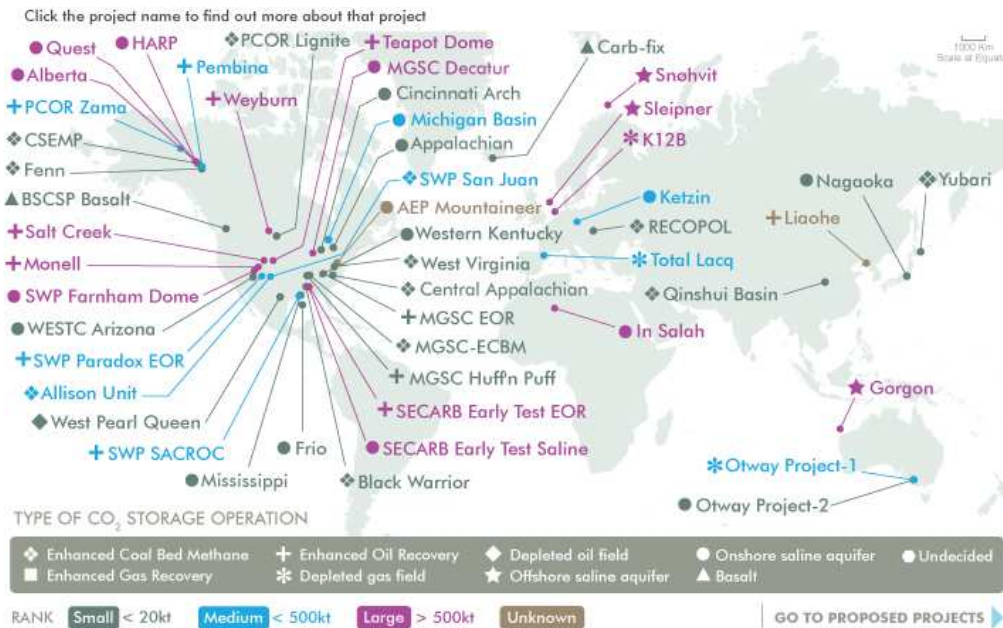 Click the project name to find out more about that project
Quest
HARP
PCOR Lignite
Teapot Dome
Carb-fix
1000 Km
Scale at Equat
Alberta
Pembina
MGSC Decatur
Snøhvit
PCOR Zama
Weyburn
Cincinnati Arch
Sleipner
CSEMP
Michigan Basin
K12B
Fenn
Appalachian
Nagaoka
Yubari
BSCSP Basalt
SWP San Juan
Ketzin
Salt Creek
AEP Mountaineer
RECOPOL
Liaohe
Monell
Western Kentucky
Total Lacq
SWP Farnham Dome
West Virginia
Qinshui Basin
WESTC Arizona
Central Appalachian
MGSC EOR
In Salah
SWP Paradox EOR
MGSC-ECBM
Allison Unit
MGSC Huff'n Puff
Gorgon
West Pearl Queen
SECARB Early Test EOR
SWP SACROC
Frio
SECARB Early Test Saline
Otway Project-1
Mississippi
Black Warrior
Otway Project-2
TYPE OF CO2 STORAGE OPERATION
Enhanced Coal Bed Methane
Enhanced Oil Recovery
Depleted oil field
Onshore saline aquifer
Undecided
Enhanced Gas Recovery
Depleted gas field
Offshore saline aquifer
Basalt
RANK Small < 20kt Medium < 500kt Large > 500kt Unknown
GO TO PROPOSED PROJECTS